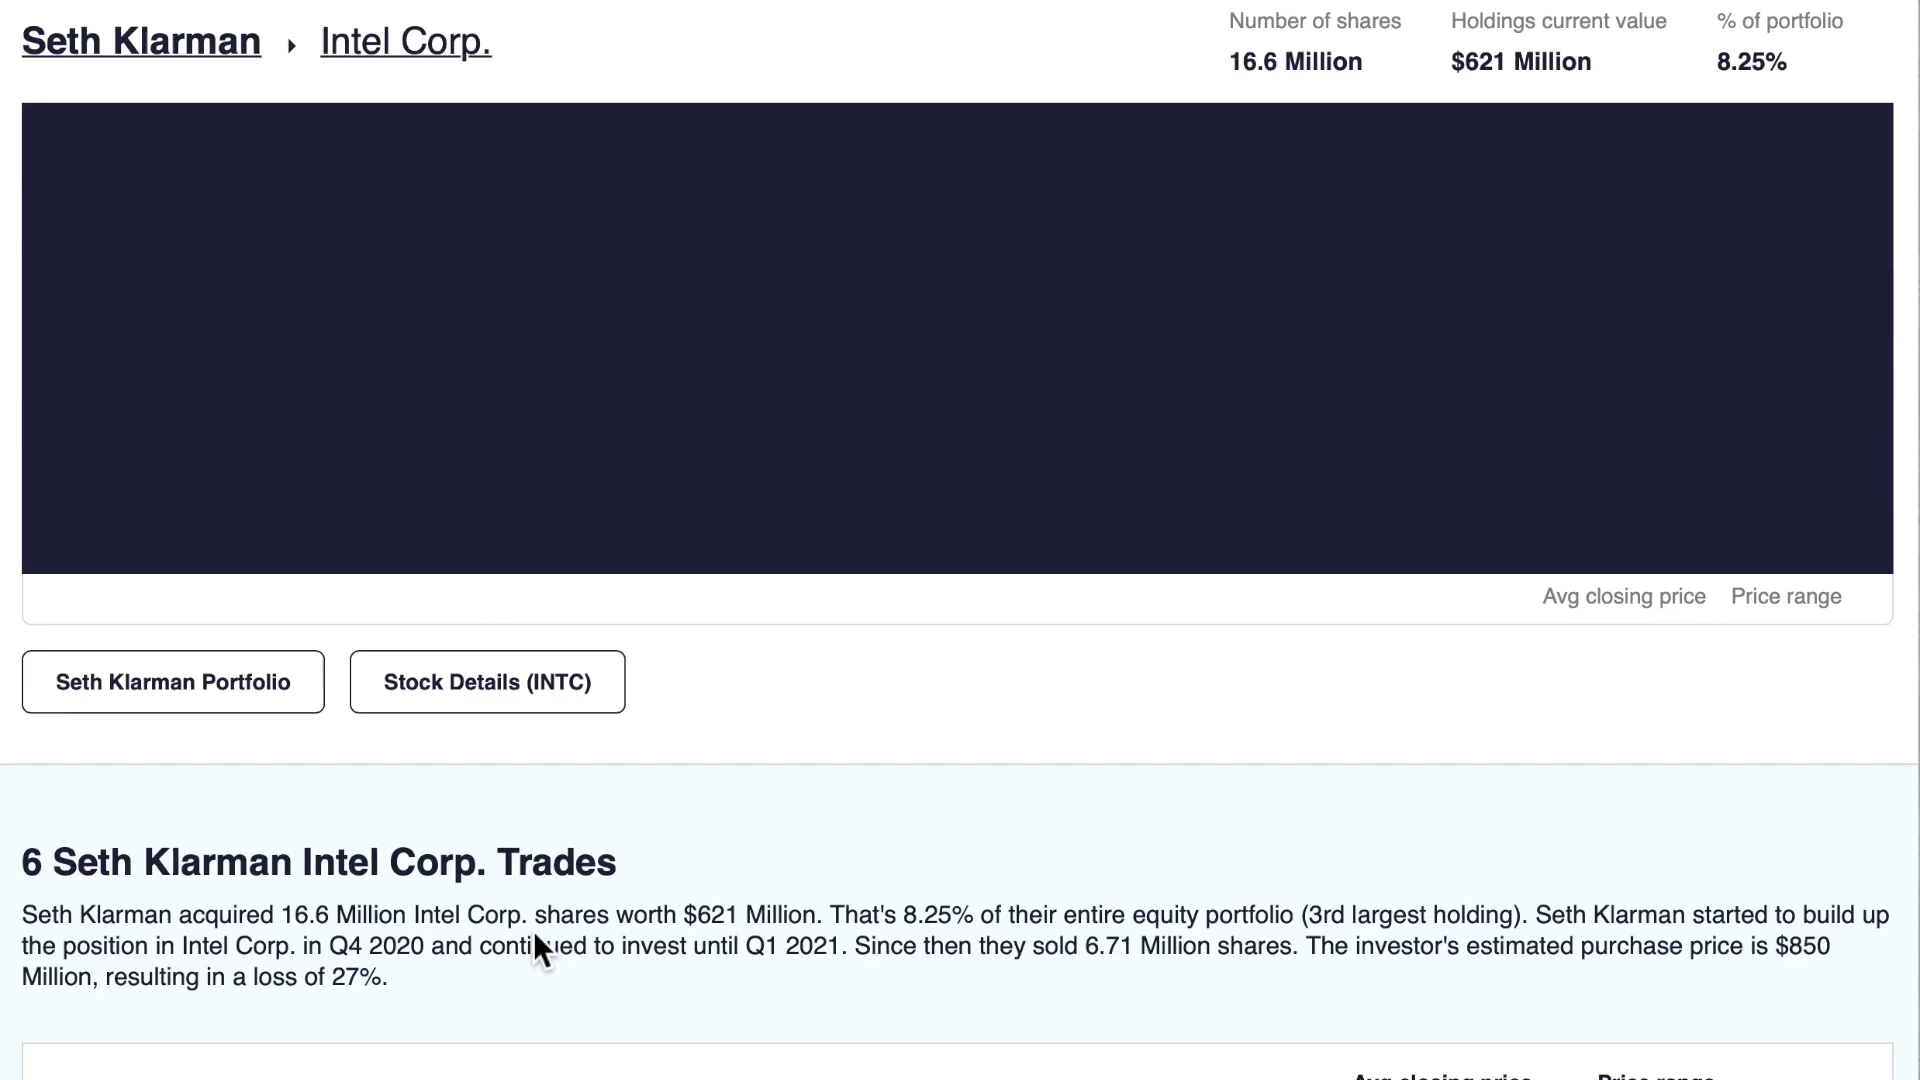 Seth Klarman Intel Corp.
Number of shares Holdings current value % of portfolio
16.6 Million $621 Million 8.25%
Avg closing price Price range
Seth Klarman Portfolio Stock Details (INTC)
6 Seth Klarman Intel Corp. Trades
Seth Klarman acquired 16.6 Million Intel Corp. shares worth $621 Million. That's 8.25% of their entire equity portfolio (3rd largest holding). Seth Klarman started to build up
the position in Intel Corp. in Q4 2020 and continued to invest until Q1 2021. Since then they sold 6.71 Million shares. The investor's estimated purchase price is $850
Million, resulting in a loss of 27%.
Avg closing price Price range